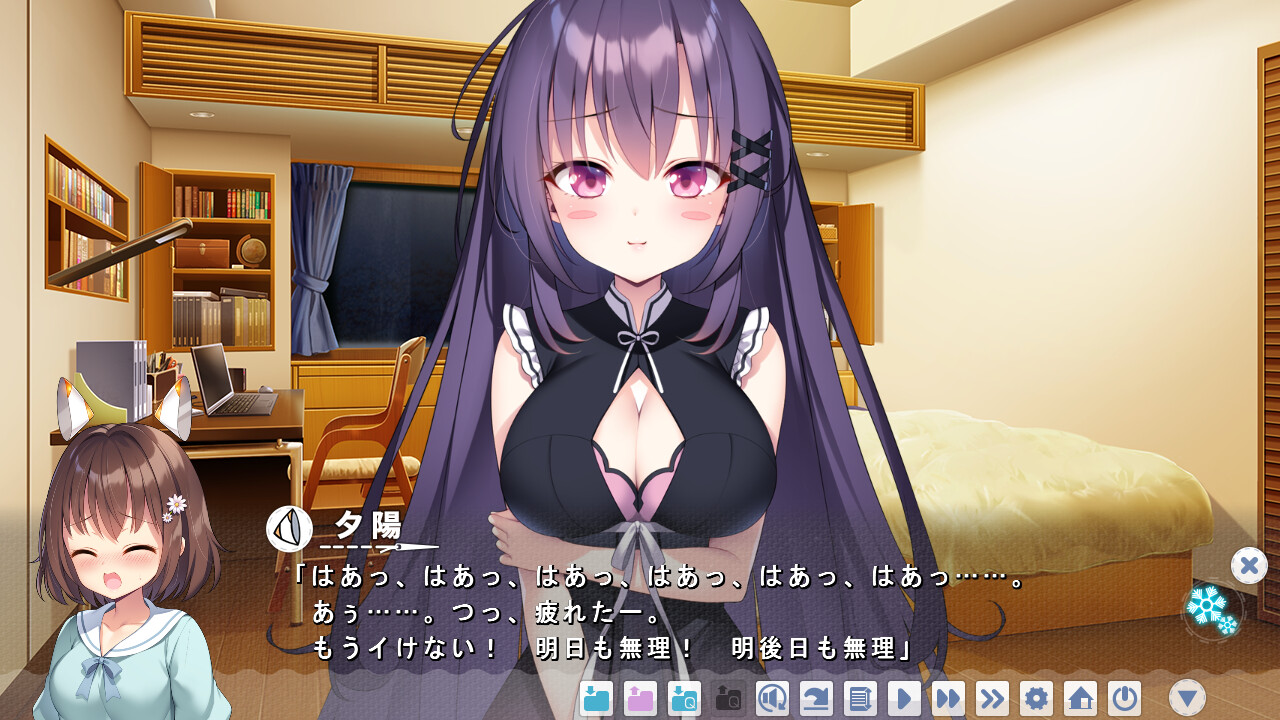 夕陽
「はあっ、はあっ、はあっ、はあっ、はあっ、はあっ……。
あぅ……。つっ、疲れたー。
もうイけない！　明日も無理！　明後日も無理」
Q
Q